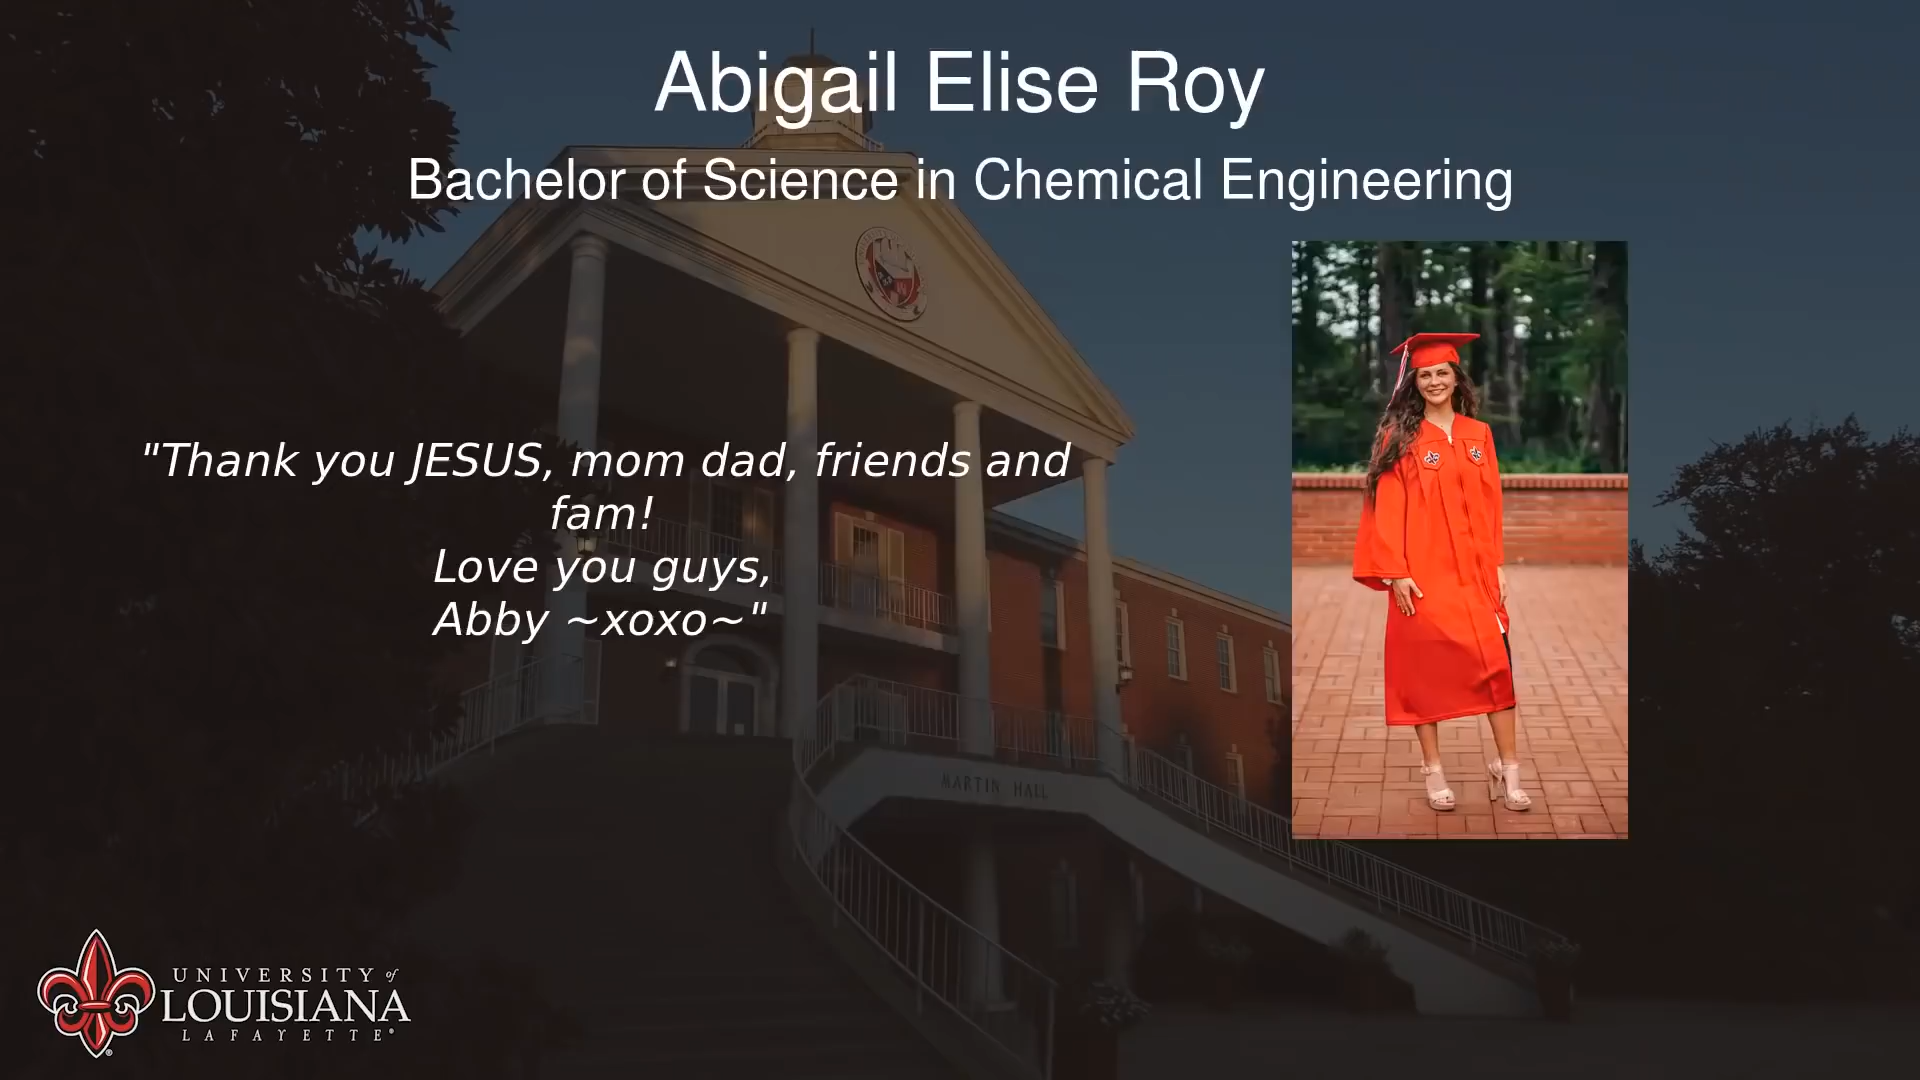 Abigail Elise Roy
Bachelor of Science in Chemical Engineering
"Thank you JESUS, mom dad, friends and
fam!
Love you guys,
Abby ~xoxo~"
MARTIN HALL
UNIVERSITY of
LOUISIANA
LAFAYETTE®